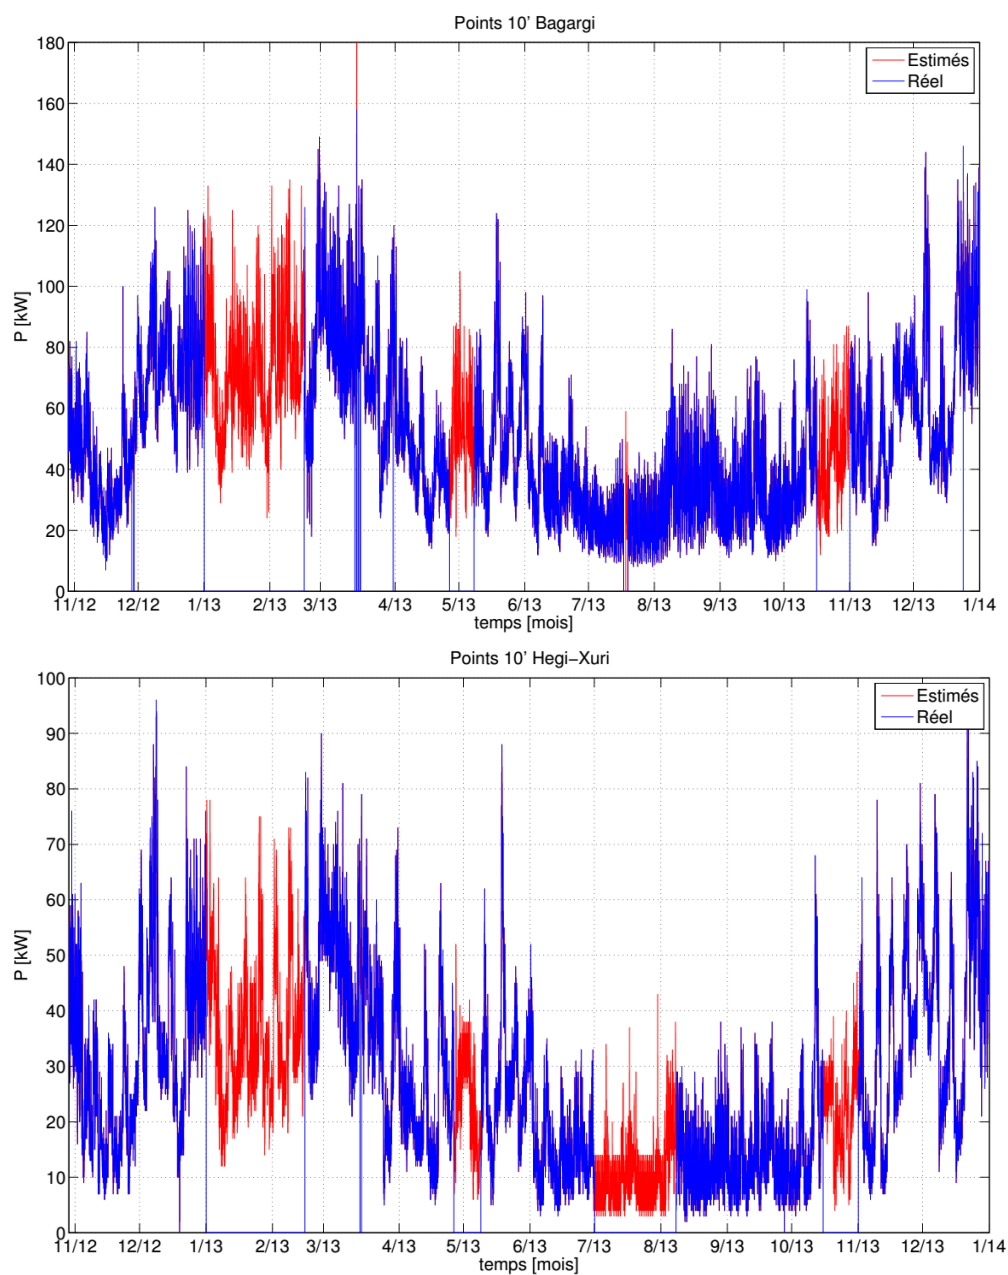 Points 10' Bagargi
180
Estimés
Réel
160
140
120
100
P [kW]
80
60
40
20
0
11/12 12/12 1/13 2/13 3/13 4/13 5/13 6/13 7/13 8/13 9/13 10/13 11/13 12/13 1/14
temps [mois]
Points 10' Hegi−Xuri
100
Estimés
Réel
90
80
70
60
P [kW]
50
40
30
20
10
0
11/12 12/12 1/13 2/13 3/13 4/13 5/13 6/13 7/13 8/13 9/13 10/13 11/13 12/13 1/14
temps [mois]